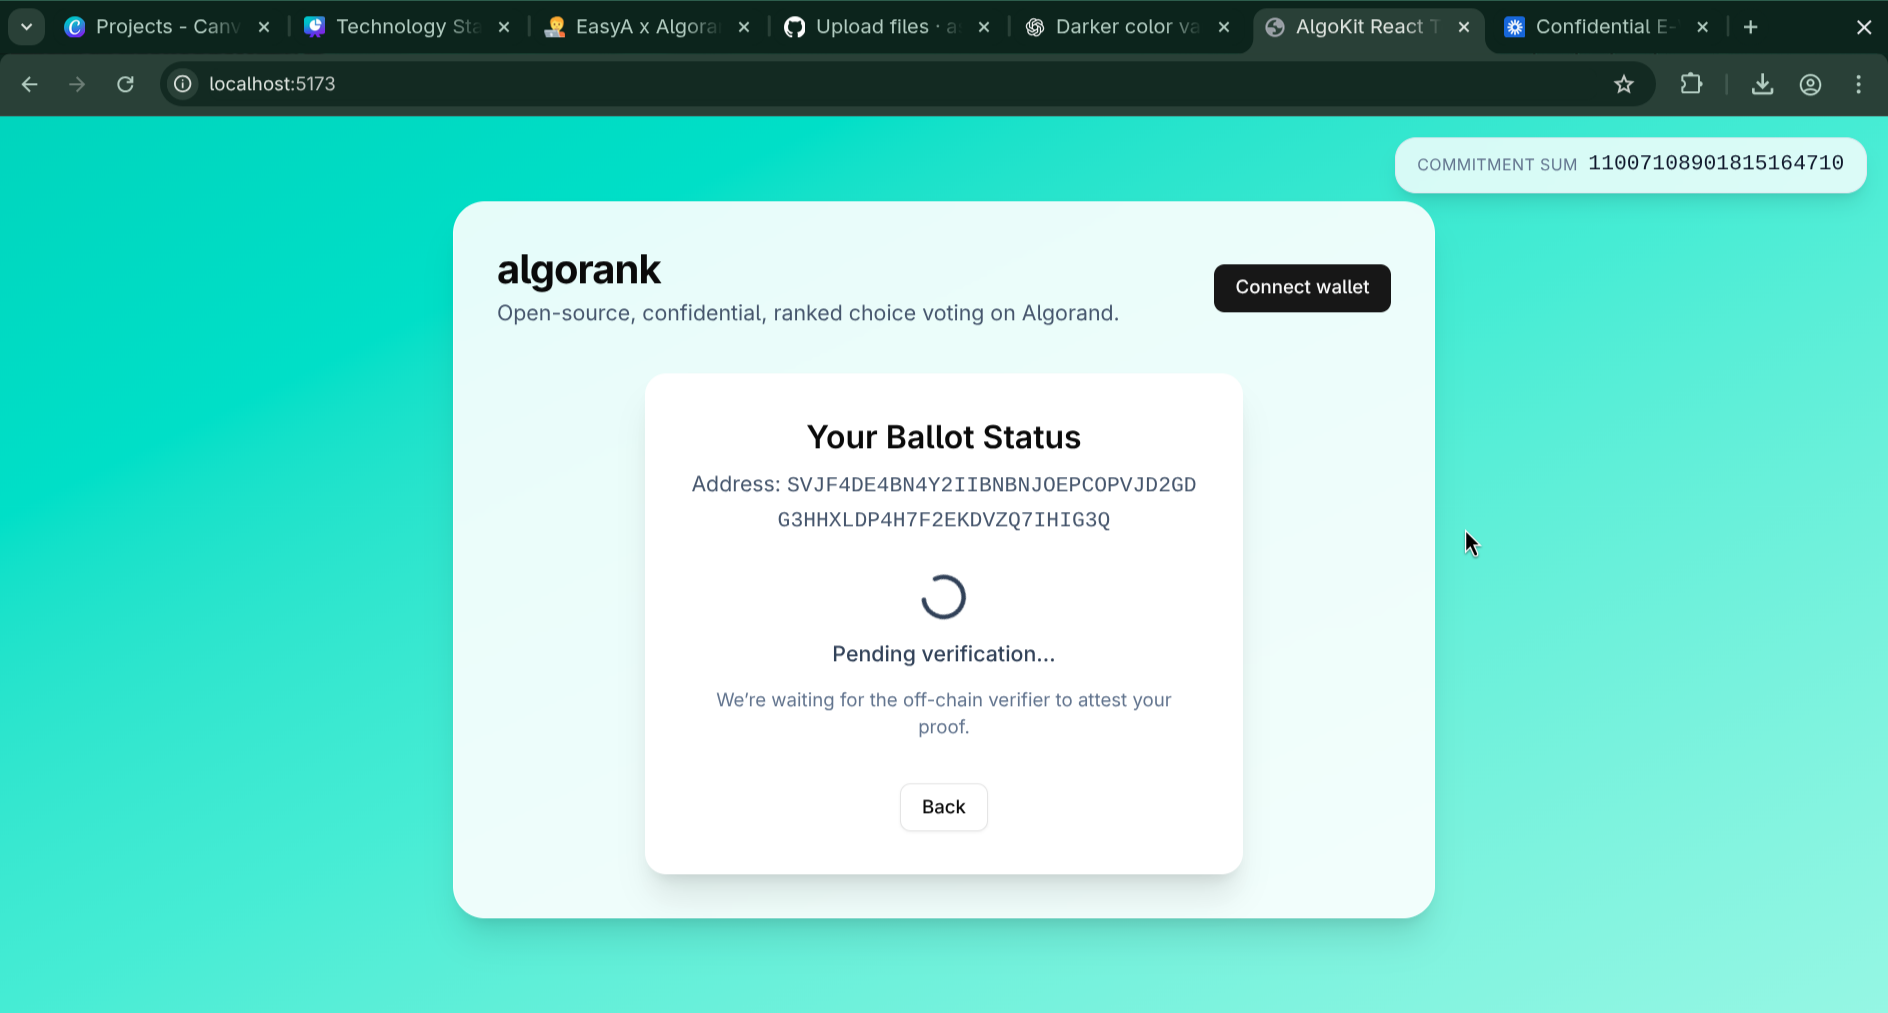 Projects - Canv
Technology Sta
EasyA x Algora
Upload files · a
Darker color va
AlgoKit React T
Confidential E-
localhost:5173
COMMITMENT SUM 11007108901815164710
algorank
Open-source, confidential, ranked choice voting on Algorand.
Connect wallet
Your Ballot Status
Address: SVJF4DE4BN4Y2IIBNBNJOEPCOPVJD2GD
G3HHXLDP4H7F2EKDVZQ7IHIG3Q
Pending verification...
We’re waiting for the off-chain verifier to attest your
proof.
Back